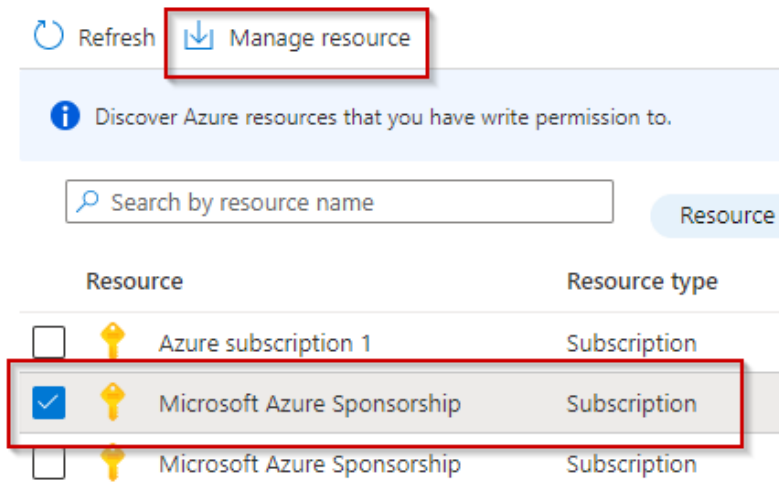 Refresh Manage resource
Discover Azure resources that you have write permission to.
Search by resource name Resource
Resource Resource type
Azure subscription 1 Subscription
Microsoft Azure Sponsorship Subscription
Microsoft Azure Sponsorship Subscription